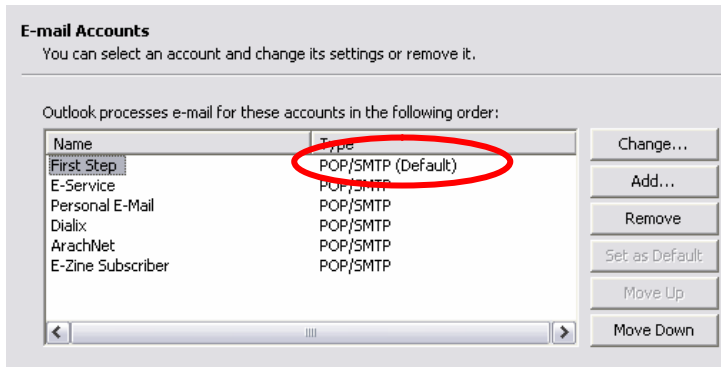 E-mail Accounts
You can select an account and change its settings or remove it.
Outlook processes e-mail for these accounts in the following order:
Name Type
First Step POP/SMTP (Default)
E-Service POP/SMTP
Personal E-Mail POP/SMTP
Dialix POP/SMTP
ArachNet POP/SMTP
E-Zine Subscriber POP/SMTP
Change...
Add...
Remove
Set as Default
Move Up
Move Down